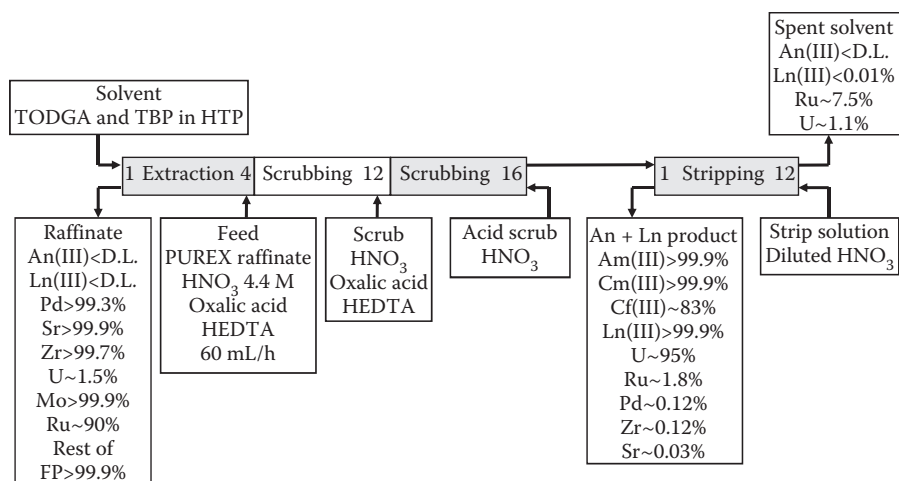 Solvent
TODGA and TBP in HTP
Spent solvent
An(III)<D.L.
Ln(III)<0.01%
Ru~7.5%
U~1.1%
1 Extraction 4
Scrubbing 12
Scrubbing 16
1 Stripping 12
Raffinate
An(III)<D.L.
Ln(III)<D.L.
Pd>99.3%
Sr>99.9%
Zr>99.7%
U~1.5%
Mo>99.9%
Ru~90%
Rest of
FP>99.9%
Feed
PUREX raffinate
HNO₃ 4.4 M
Oxalic acid
HEDTA
60 mL/h
Scrub
HNO₃
Oxalic acid
HEDTA
Acid scrub
HNO₃
An + Ln product
Am(III)>99.9%
Cm(III)>99.9%
Cf(III)~83%
Ln(III)>99.9%
U~95%
Ru~1.8%
Pd~0.12%
Zr~0.12%
Sr~0.03%
Strip solution
Diluted HNO₃